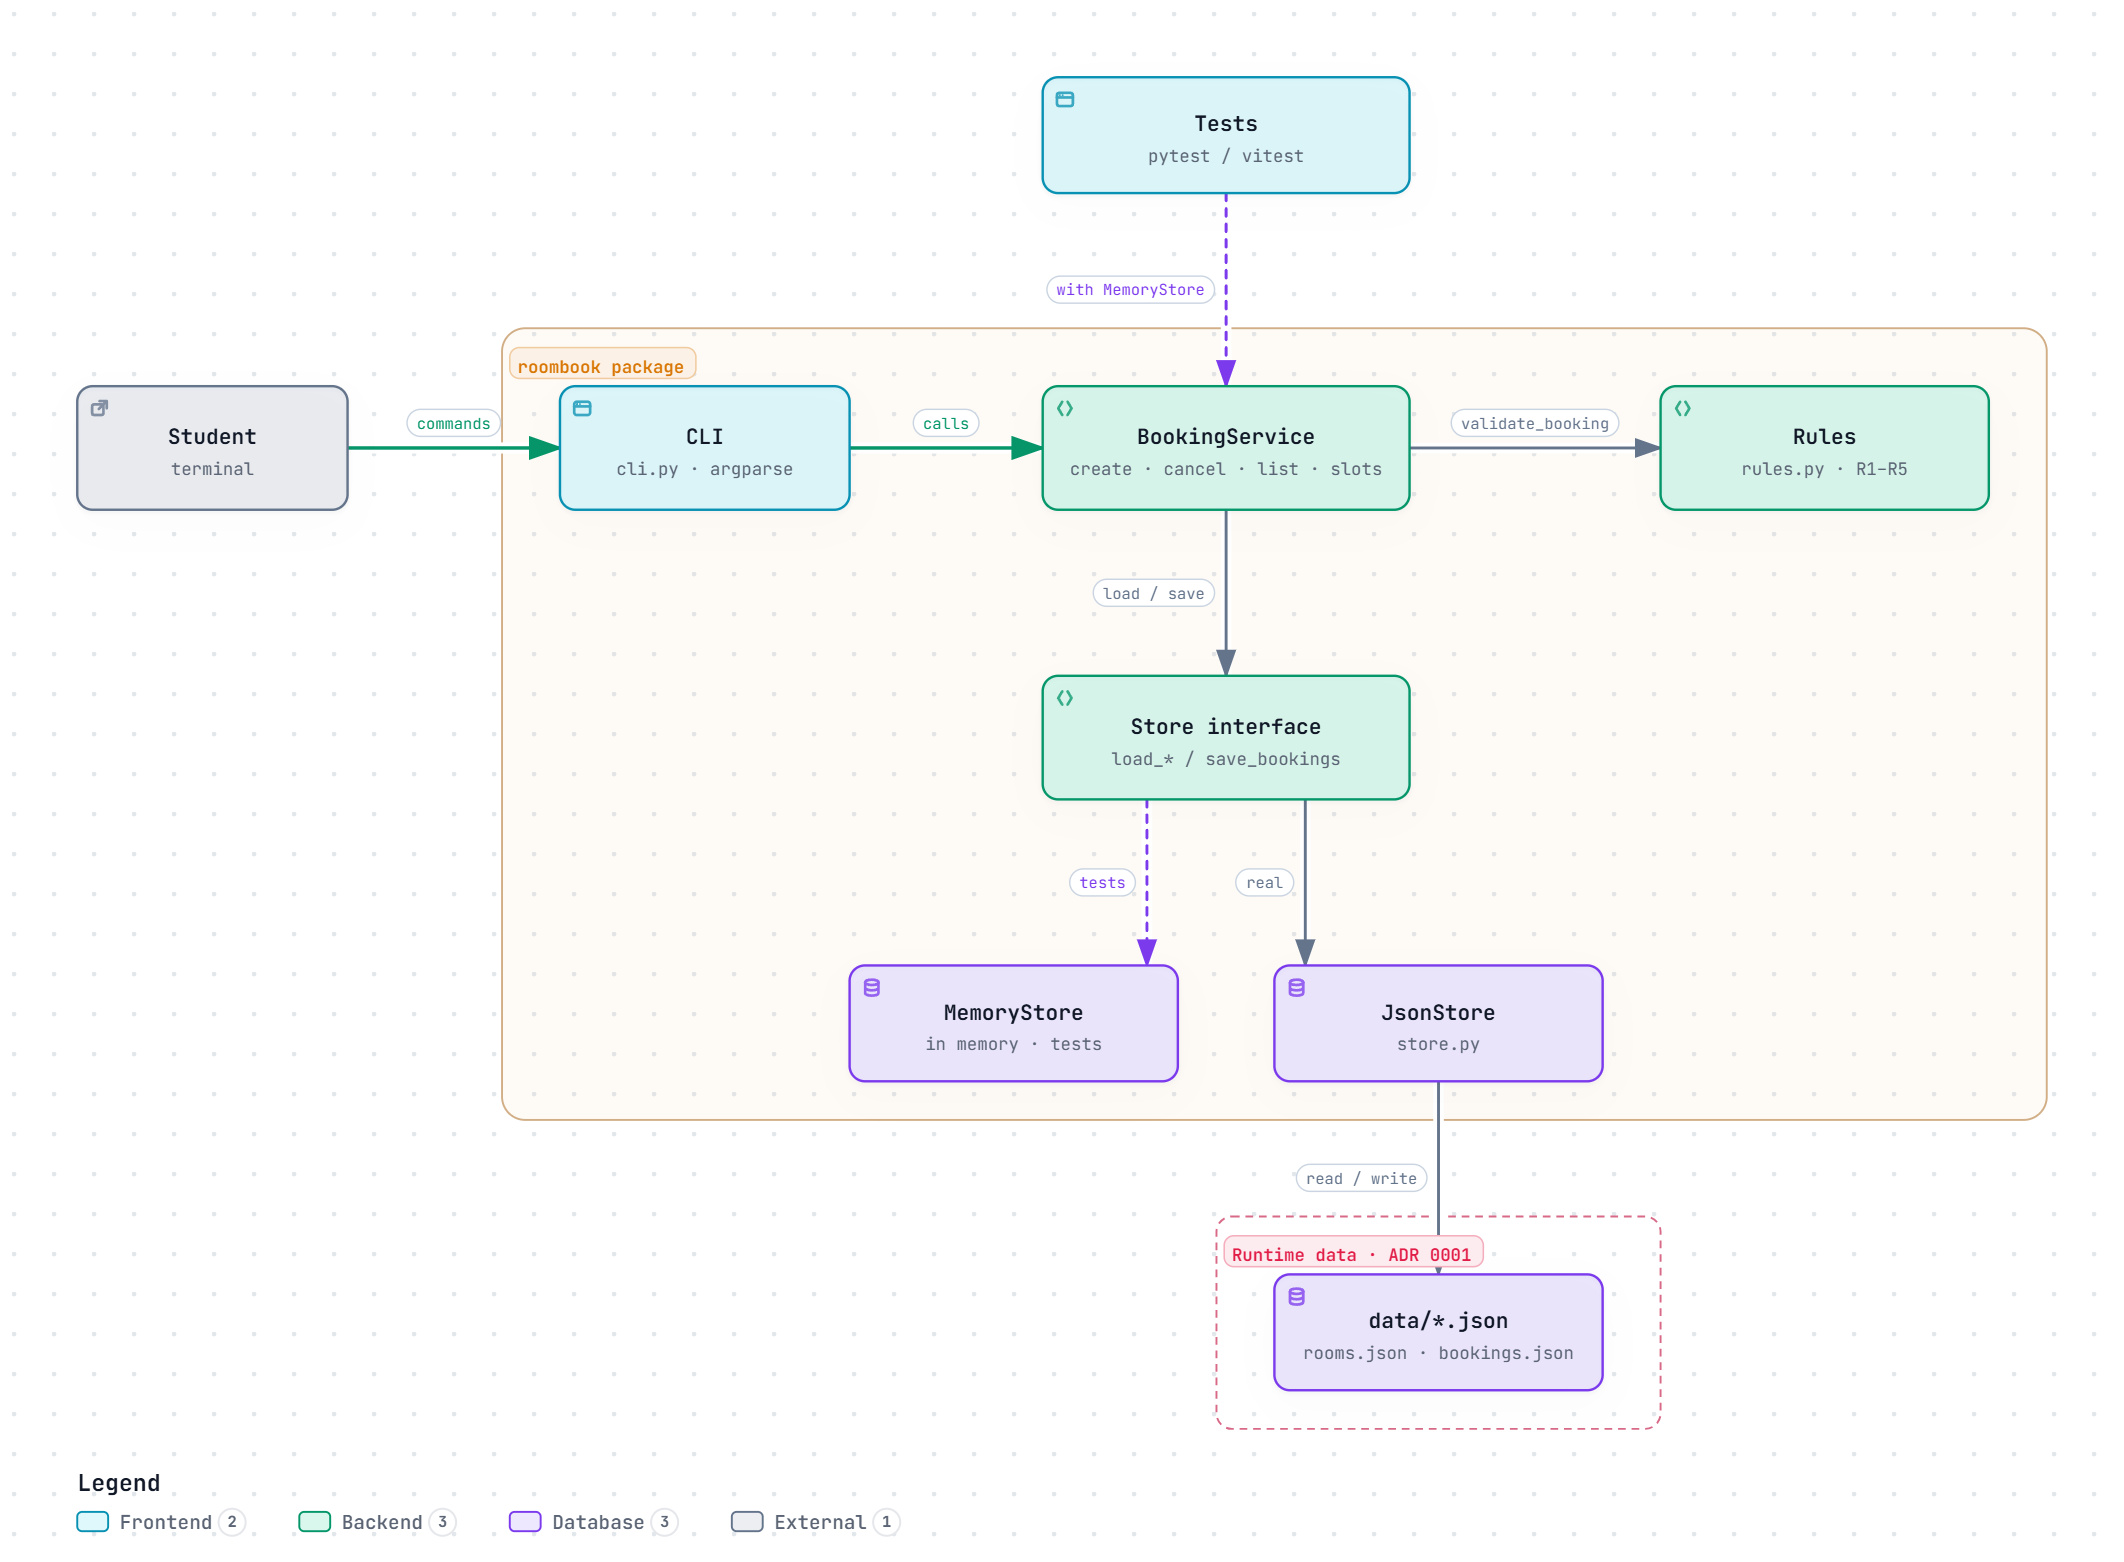 Tests
pytest / vitest
with MemoryStore
roombook package
Student
terminal
commands
CLI
cli.py · argparse
calls
BookingService
create · cancel · list · slots
validate_booking
Rules
rules.py · R1–R5
load / save
Store interface
load_* / save_bookings
tests
real
MemoryStore
in memory · tests
JsonStore
store.py
read / write
Runtime data · ADR 0001
data/*.json
rooms.json · bookings.json
Legend
Frontend 2
Backend 3
Database 3
External 1